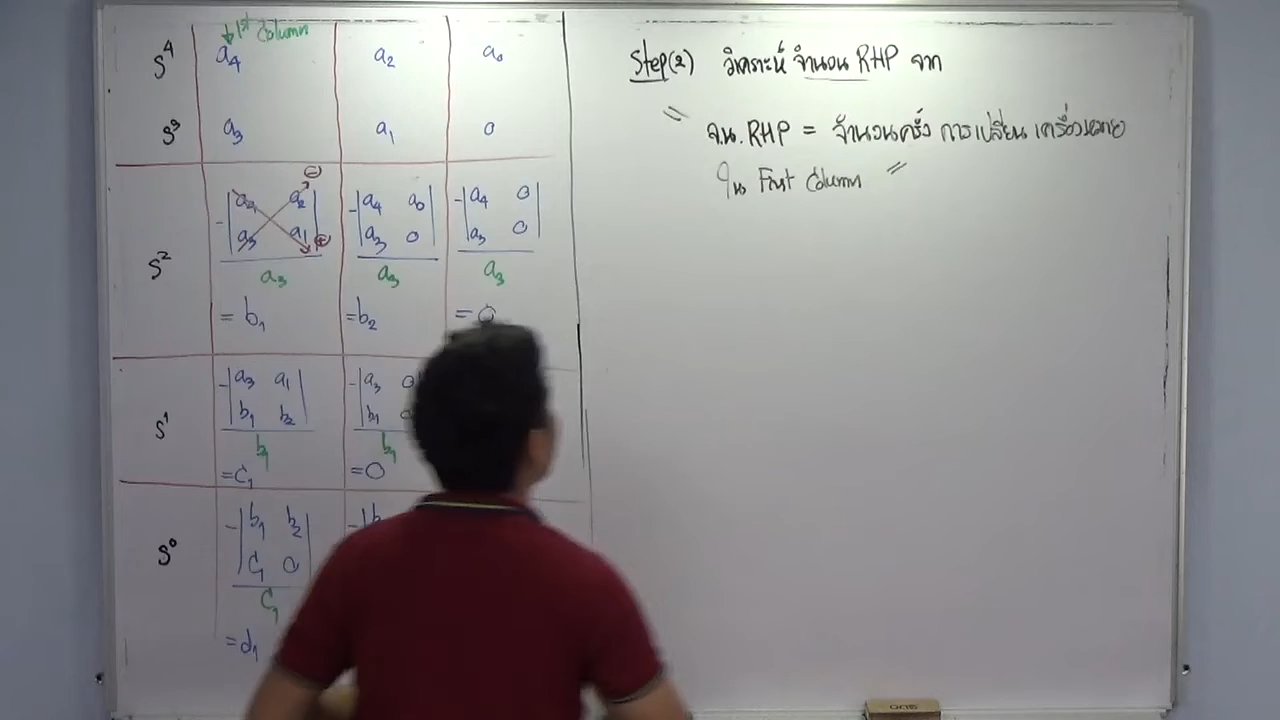 1st Column
S⁴ a₄ a₂ a₀
S³ a₃ a₁ 0
⊖
-|a₄ a₂| -|a₄ a₀| -|a₄ 0|
|a₃ a₁| ⊕ |a₃ 0| |a₃ 0|
S²
a₃ a₃ a₃
= b₁ = b₂ = 0
-|a₃ a₁| -|a₃ 0
|b₁ b₂| |b₁
S¹
b₁ b₁
= C₁ = 0
-|b₁ b₂| -|b
|C₁ 0|
S⁰
C₁
= d₁
Step(2) วิเคราะห์ จำนวน RHP จาก
" จ.น. RHP = จำนวนครั้ง การเปลี่ยน เครื่องหมาย
ใน First Column "